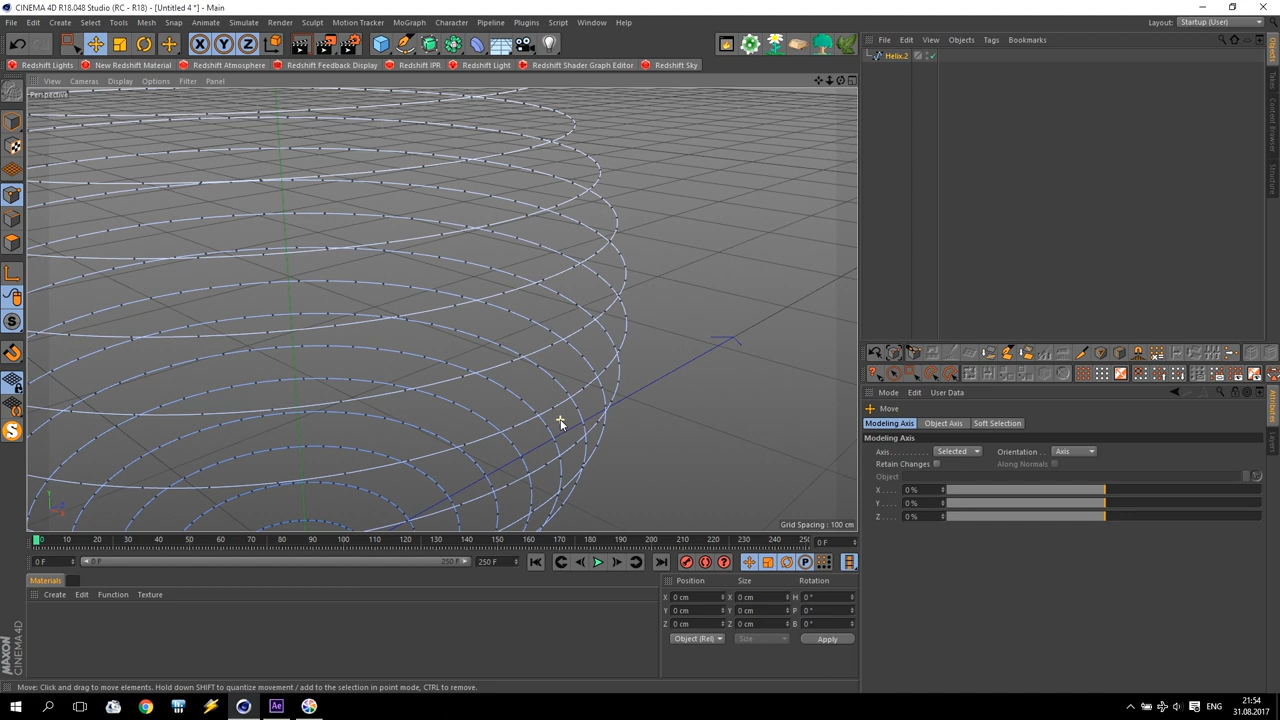 CINEMA 4D R18.048 Studio (RC - R18) - [Untitled 4 *] - Main
File Edit Create Select Tools Mesh Snap Animate Simulate Render Sculpt Motion Tracker MoGraph Character Pipeline Plugins Script Window Help
Layout: Startup (User)
X Y Z
File Edit View Objects Tags Bookmarks
Helix.2
Redshift Lights New Redshift Material Redshift Atmosphere Redshift Feedback Display Redshift IPR Redshift Light Redshift Shader Graph Editor Redshift Sky
View Cameras Display Options Filter Panel
Perspective
Objects
Takes
Content Browser
Structure
Mode Edit User Data
Move
Modeling Axis Object Axis Soft Selection
Modeling Axis
Axis . . . . . . . . . . Selected Orientation . . Axis
Retain Changes Along Normals
Object
X . . . . 0 %
Y . . . . 0 %
Z . . . . 0 %
Attributes
Layers
Grid Spacing : 100 cm
0 10 20 30 40 50 60 70 80 90 100 110 120 130 140 150 160 170 180 190 200 210 220 230 240 0 F
0 F 0 F 250 F 250 F
Materials
Create Edit Function Texture
Position Size Rotation
X 0 cm X 0 cm H 0 °
Y 0 cm Y 0 cm P 0 °
Z 0 cm Z 0 cm B 0 °
Object (Rel) Size Apply
MAXON
CINEMA 4D
Move: Click and drag to move elements. Hold down SHIFT to quantize movement / add to the selection in point mode, CTRL to remove.
Ae
ENG
21:54
31.08.2017